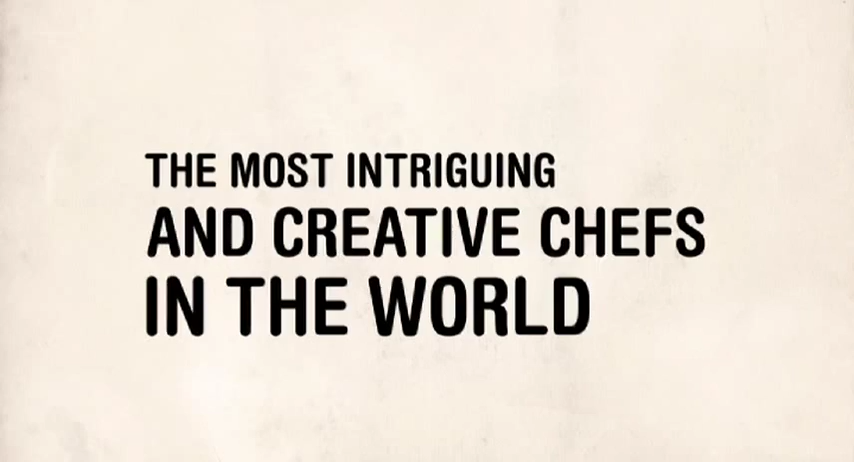 THE MOST INTRIGUING
AND CREATIVE CHEFS
IN THE WORLD